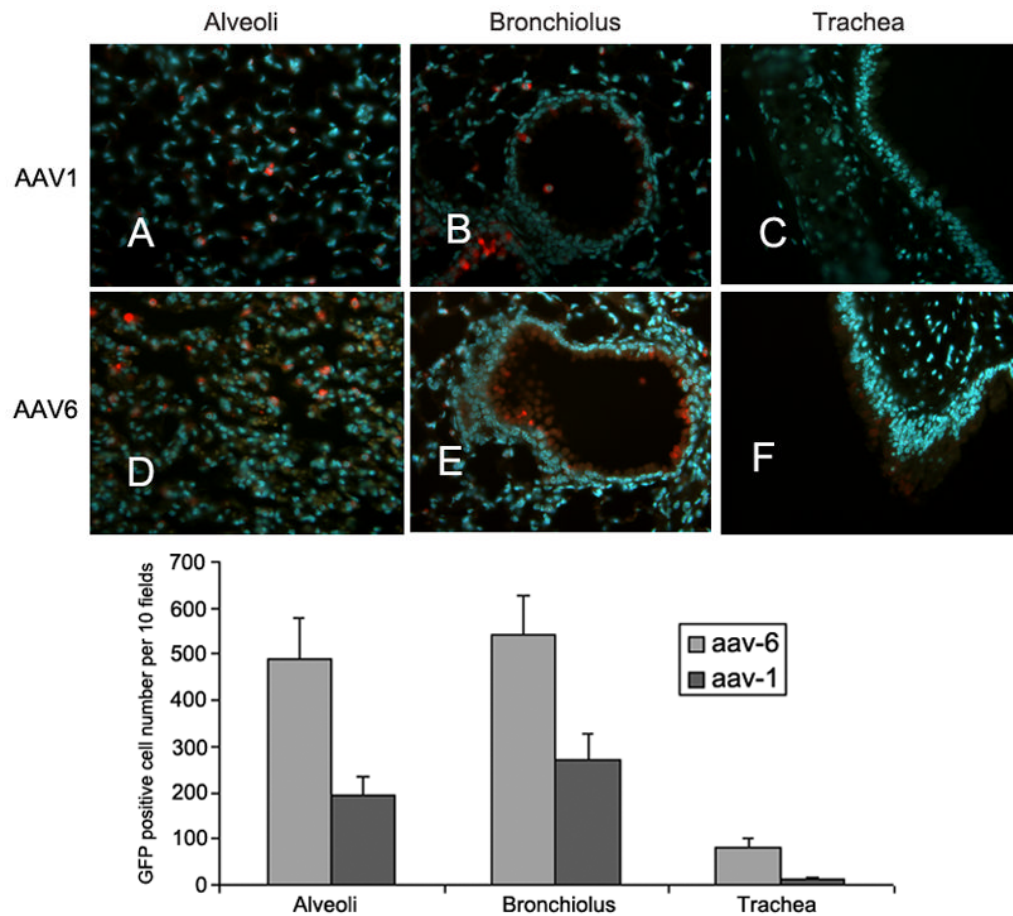 Alveoli Bronchiolus Trachea
AAV1
A B C
AAV6
D E F
GFP positive cell number per 10 fields
700
600
500
400
300
200
100
0
aav-6
aav-1
Alveoli Bronchiolus Trachea